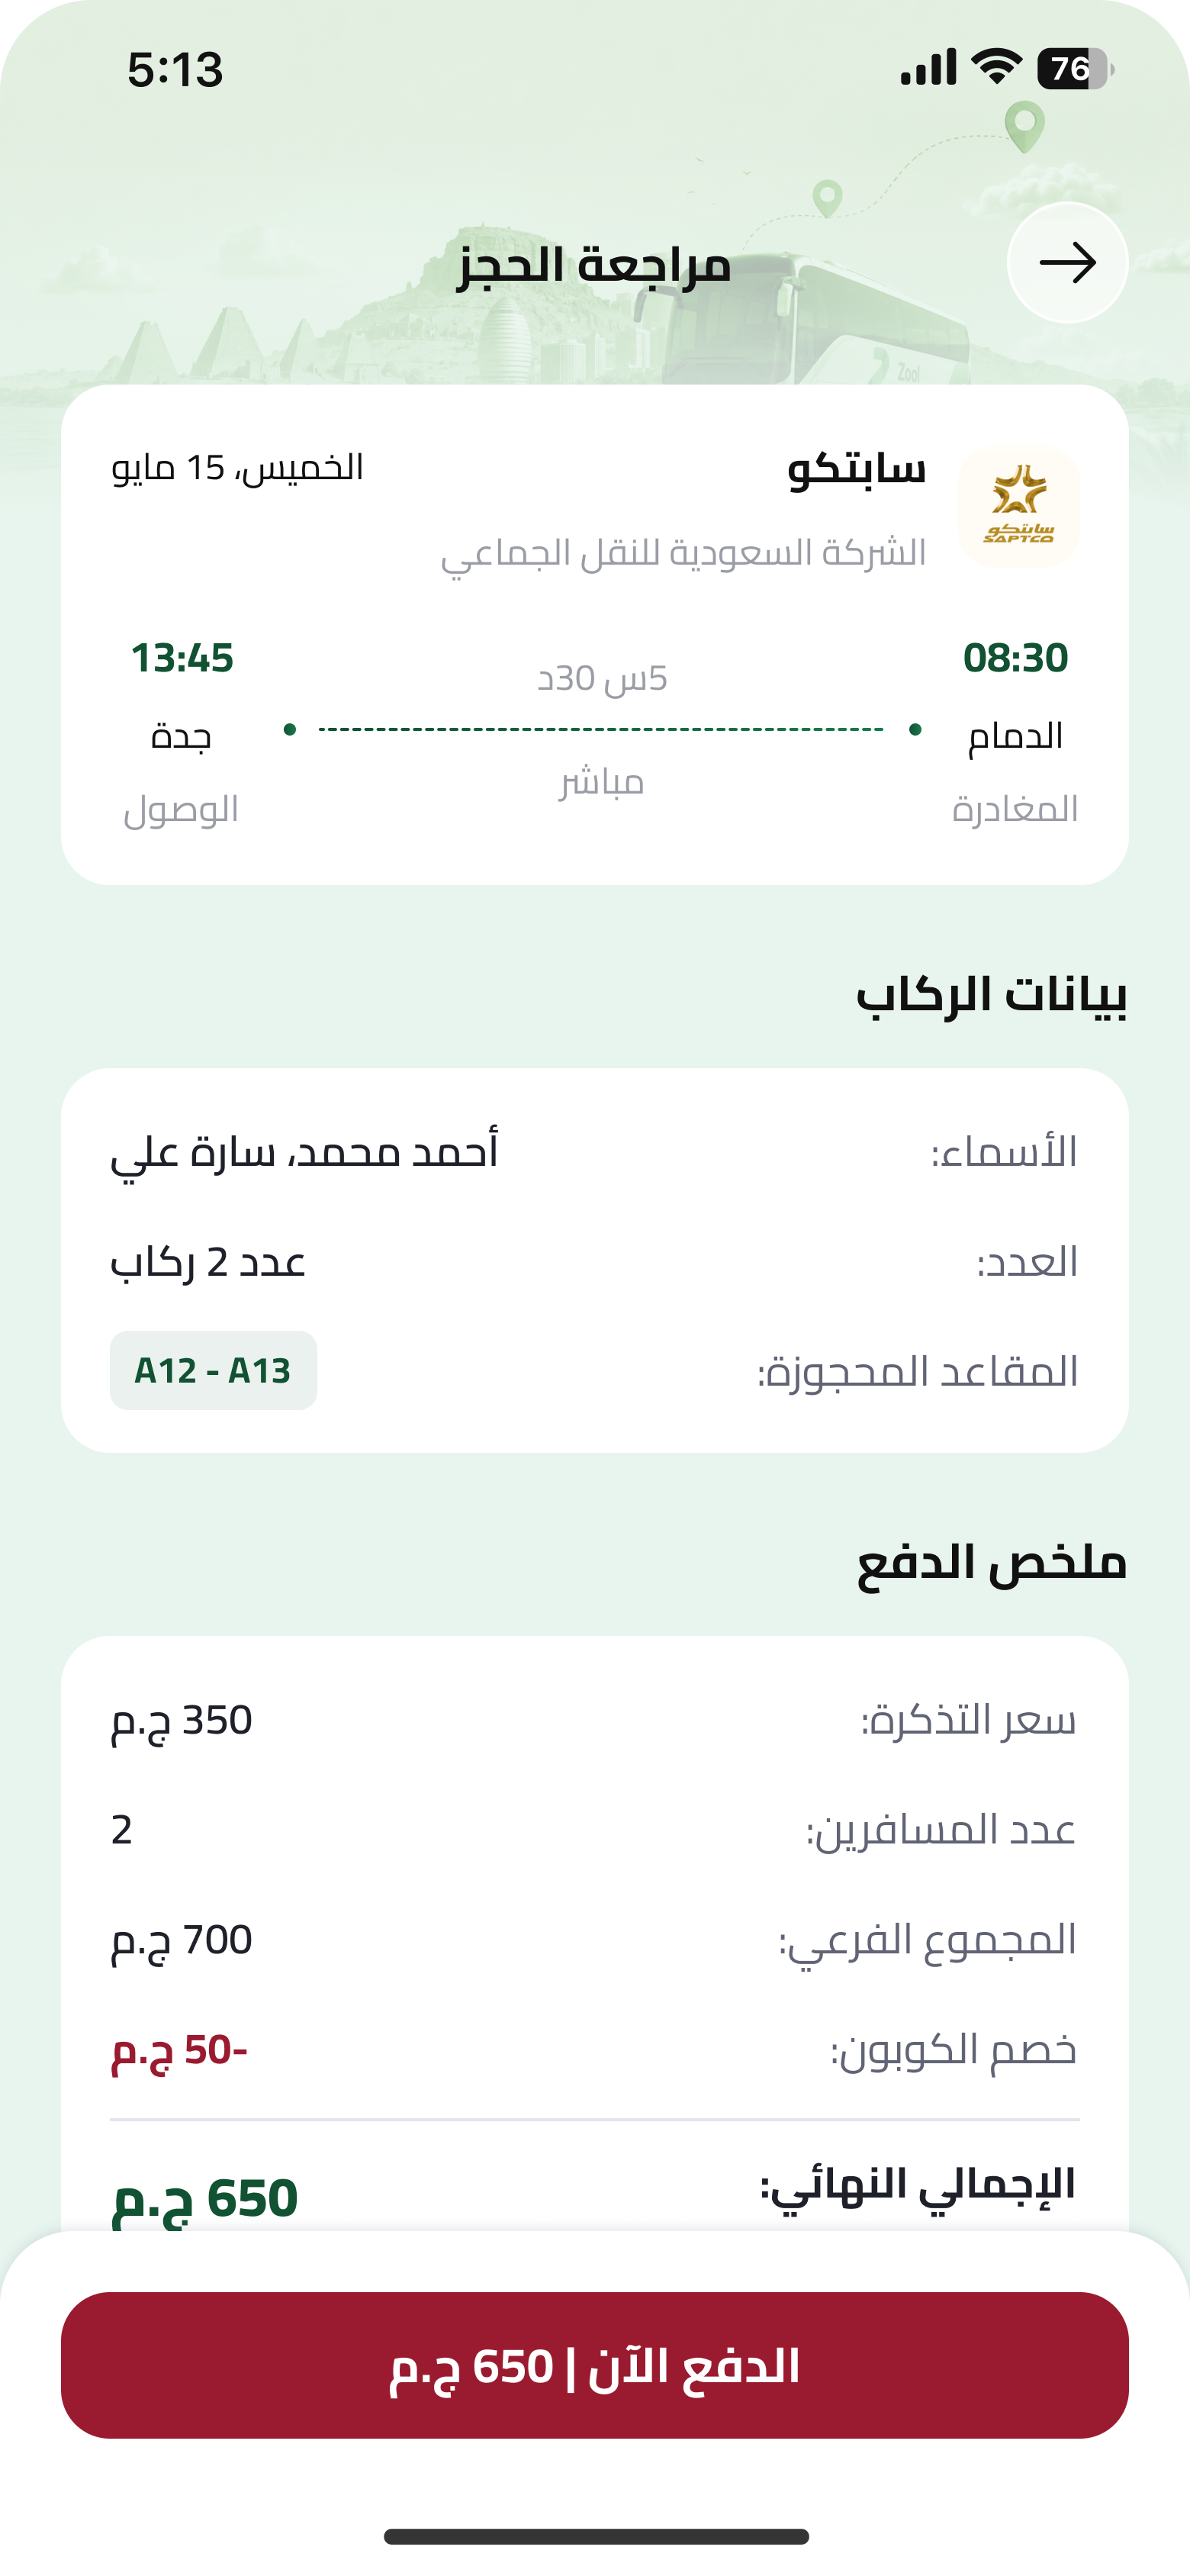 5:13
76
مراجعة الحجز
Zool
سابتكو
SAPTCO
سابتكو
الخميس، 15 مايو
الشركة السعودية للنقل الجماعي
08:30
13:45
5س 30د
الدمام
جدة
مباشر
المغادرة
الوصول
بيانات الركاب
الأسماء: أحمد محمد، سارة علي
العدد: عدد 2 ركاب
المقاعد المحجوزة: A12 - A13
ملخص الدفع
سعر التذكرة: 350 ج.م
عدد المسافرين: 2
المجموع الفرعي: 700 ج.م
خصم الكوبون: -50 ج.م
الإجمالي النهائي: 650 ج.م
الدفع الآن | 650 ج.م